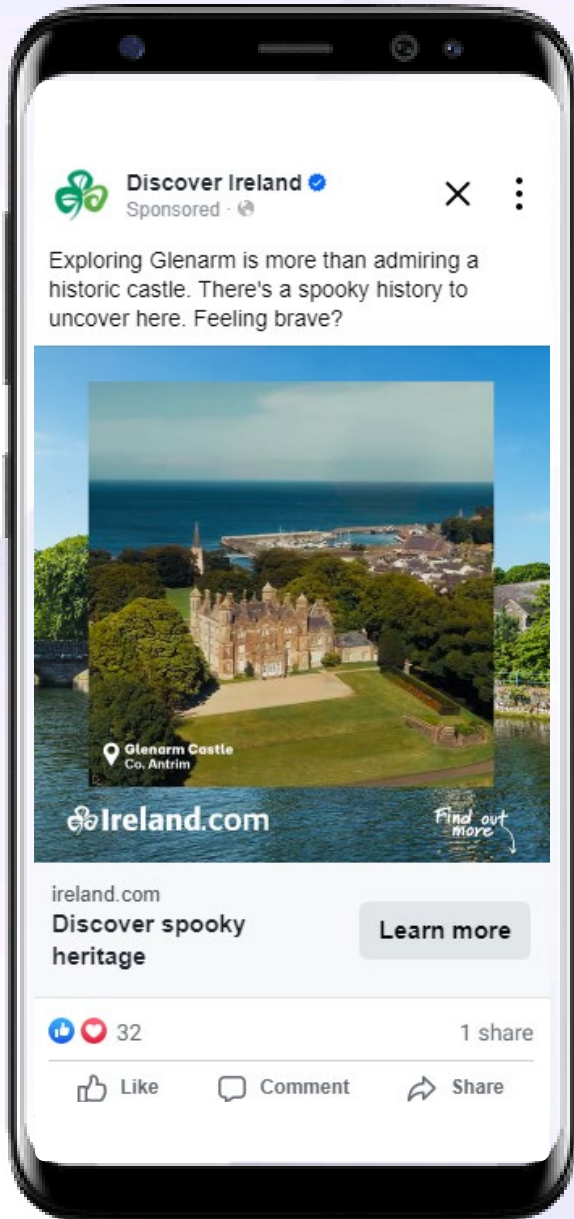 Discover Ireland
Sponsored ·
Exploring Glenarm is more than admiring a
historic castle. There's a spooky history to
uncover here. Feeling brave?
Glenarm Castle
Co. Antrim
Ireland.com
Find out
more
ireland.com
Discover spooky
heritage
Learn more
32
1 share
Like
Comment
Share